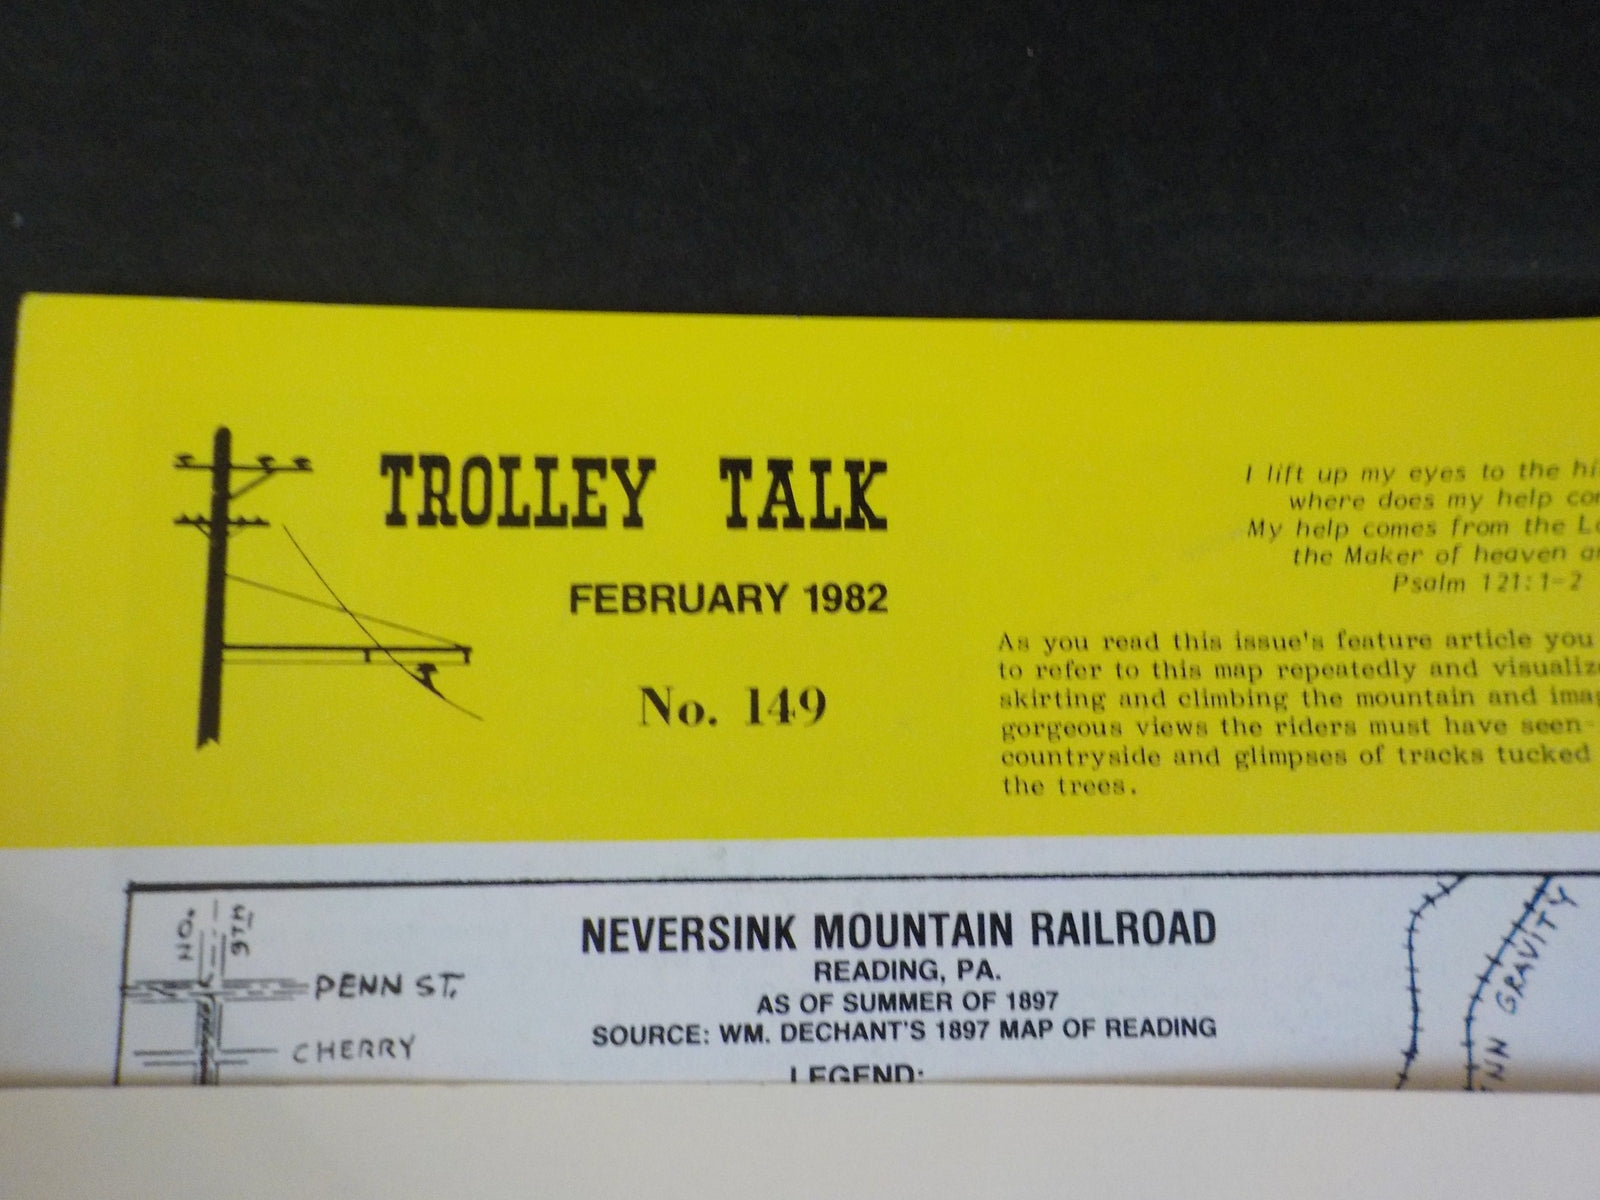 TROLLEY TALK
FEBRUARY 1982
No. 149
I lift up my eyes to the
where does my help
My help comes from the
the Maker of heaven
Psalm 121:1-2
As you read this issue's feature article you
to refer to this map repeatedly and
skirting and climbing the mountain and
gorgeous views the riders must have seen-
countryside and glimpses of tracks tucked
the trees.
NO.
9TH
PENN ST.
CHERRY
NEVERSINK MOUNTAIN RAILROAD
READING, PA.
AS OF SUMMER OF 1897
SOURCE: WM. DECHANT'S 1897 MAP OF READING
LEGEND:
GRAVITY